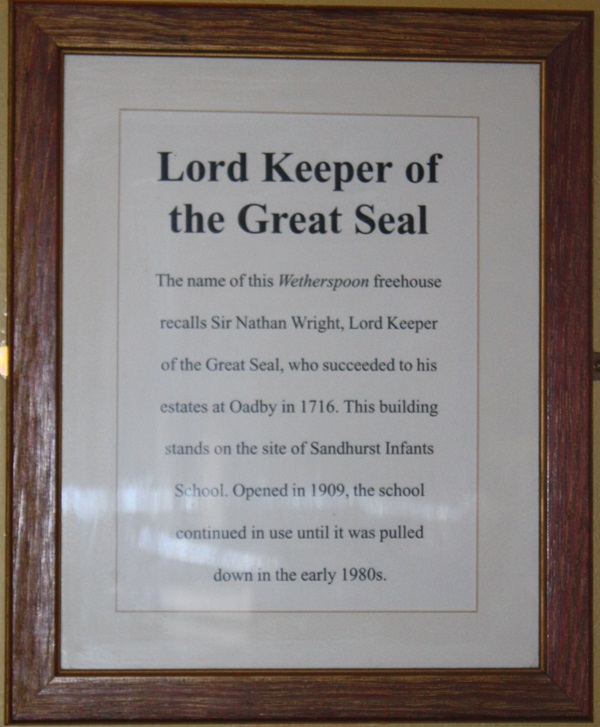 Lord Keeper of
the Great Seal
The name of this Wetherspoon freehouse
recalls Sir Nathan Wright, Lord Keeper
of the Great Seal, who succeeded to his
estates at Oadby in 1716. This building
stands on the site of Sandhurst Infants
School. Opened in 1909, the school
continued in use until it was pulled
down in the early 1980s.